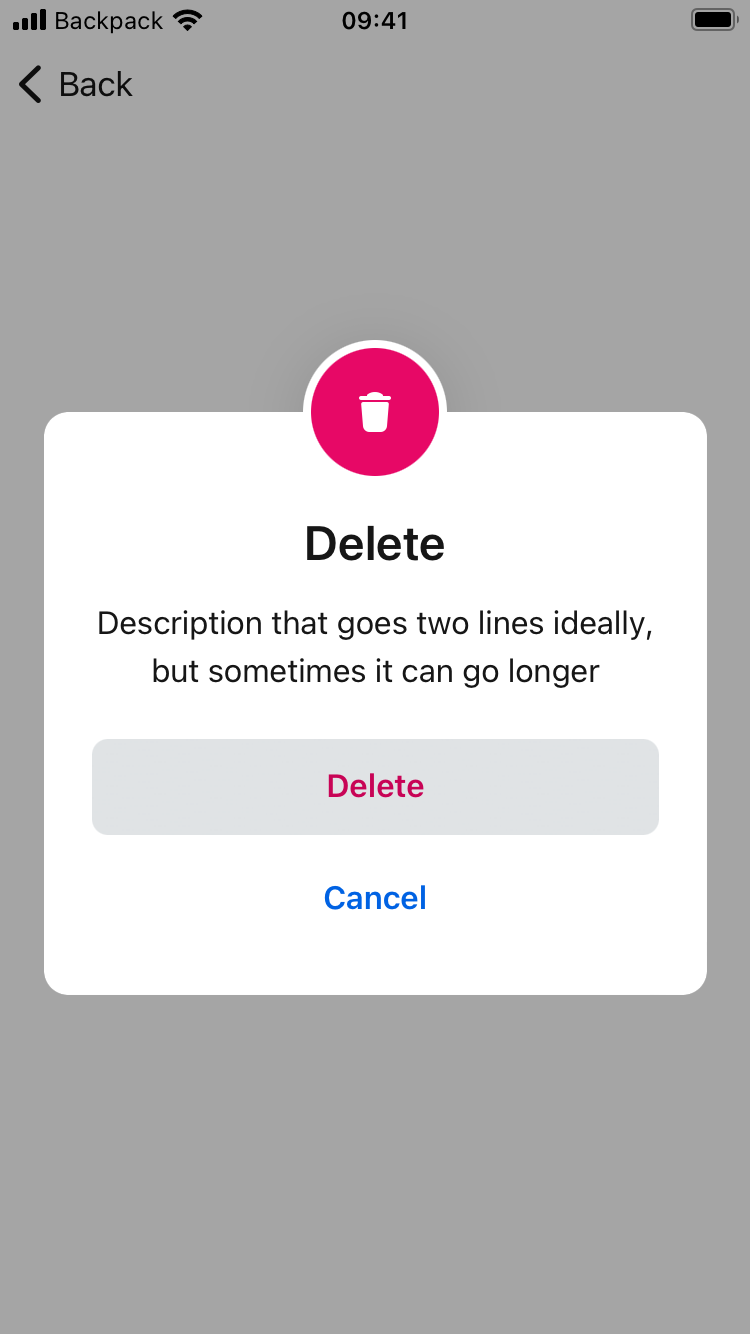 Backpack 09:41
Back
Delete
Description that goes two lines ideally,
but sometimes it can go longer
Delete
Cancel